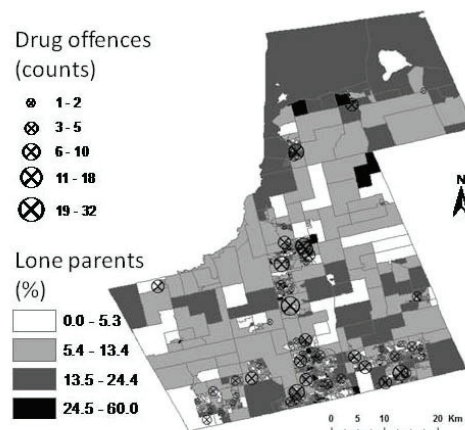 Drug offences
(counts)
1 - 2
3 - 5
6 - 10
11 - 18
19 - 32
Lone parents
(%)
0.0 - 5.3
5.4 - 13.4
13.5 - 24.4
24.5 - 60.0
N
0 5 10 20 Km